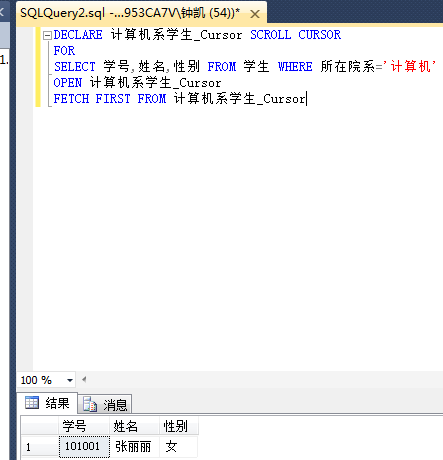 SQLQuery2.sql -...953CA7V\钟凯 (54))*
1.
DECLARE 计算机系学生_Cursor SCROLL CURSOR
FOR
SELECT 学号,姓名,性别 FROM 学生 WHERE 所在院系='计算机'
OPEN 计算机系学生_Cursor
FETCH FIRST FROM 计算机系学生_Cursor
100 %
结果 消息
学号 姓名 性别
1 101001 张丽丽 女